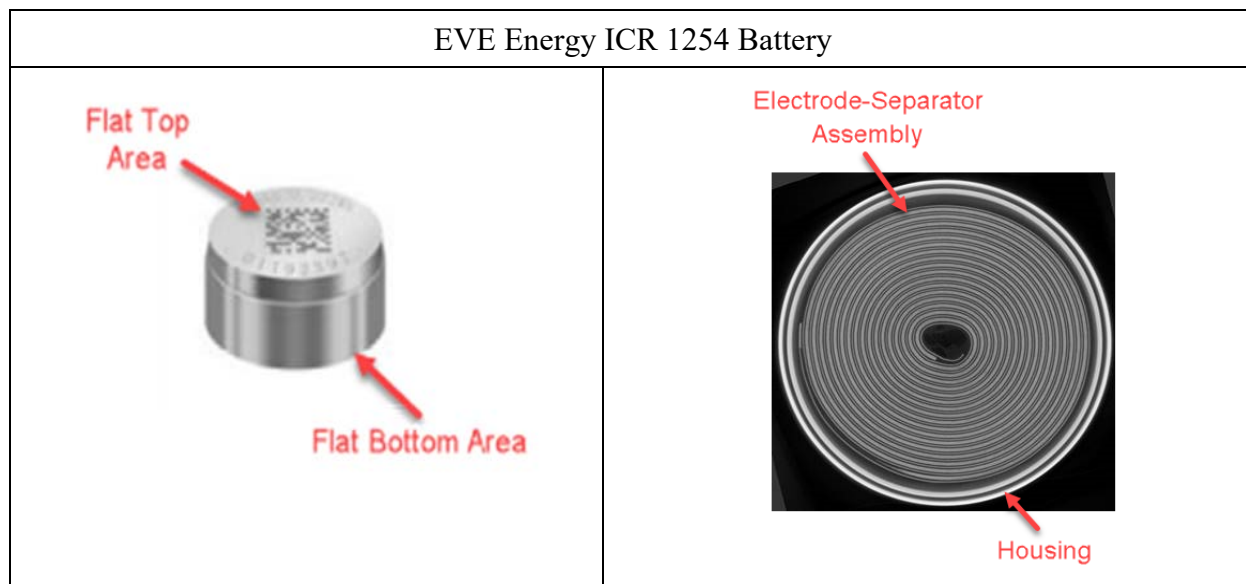 EVE Energy ICR 1254 Battery
Flat Top
Area
Flat Bottom Area
Electrode-Separator
Assembly
Housing